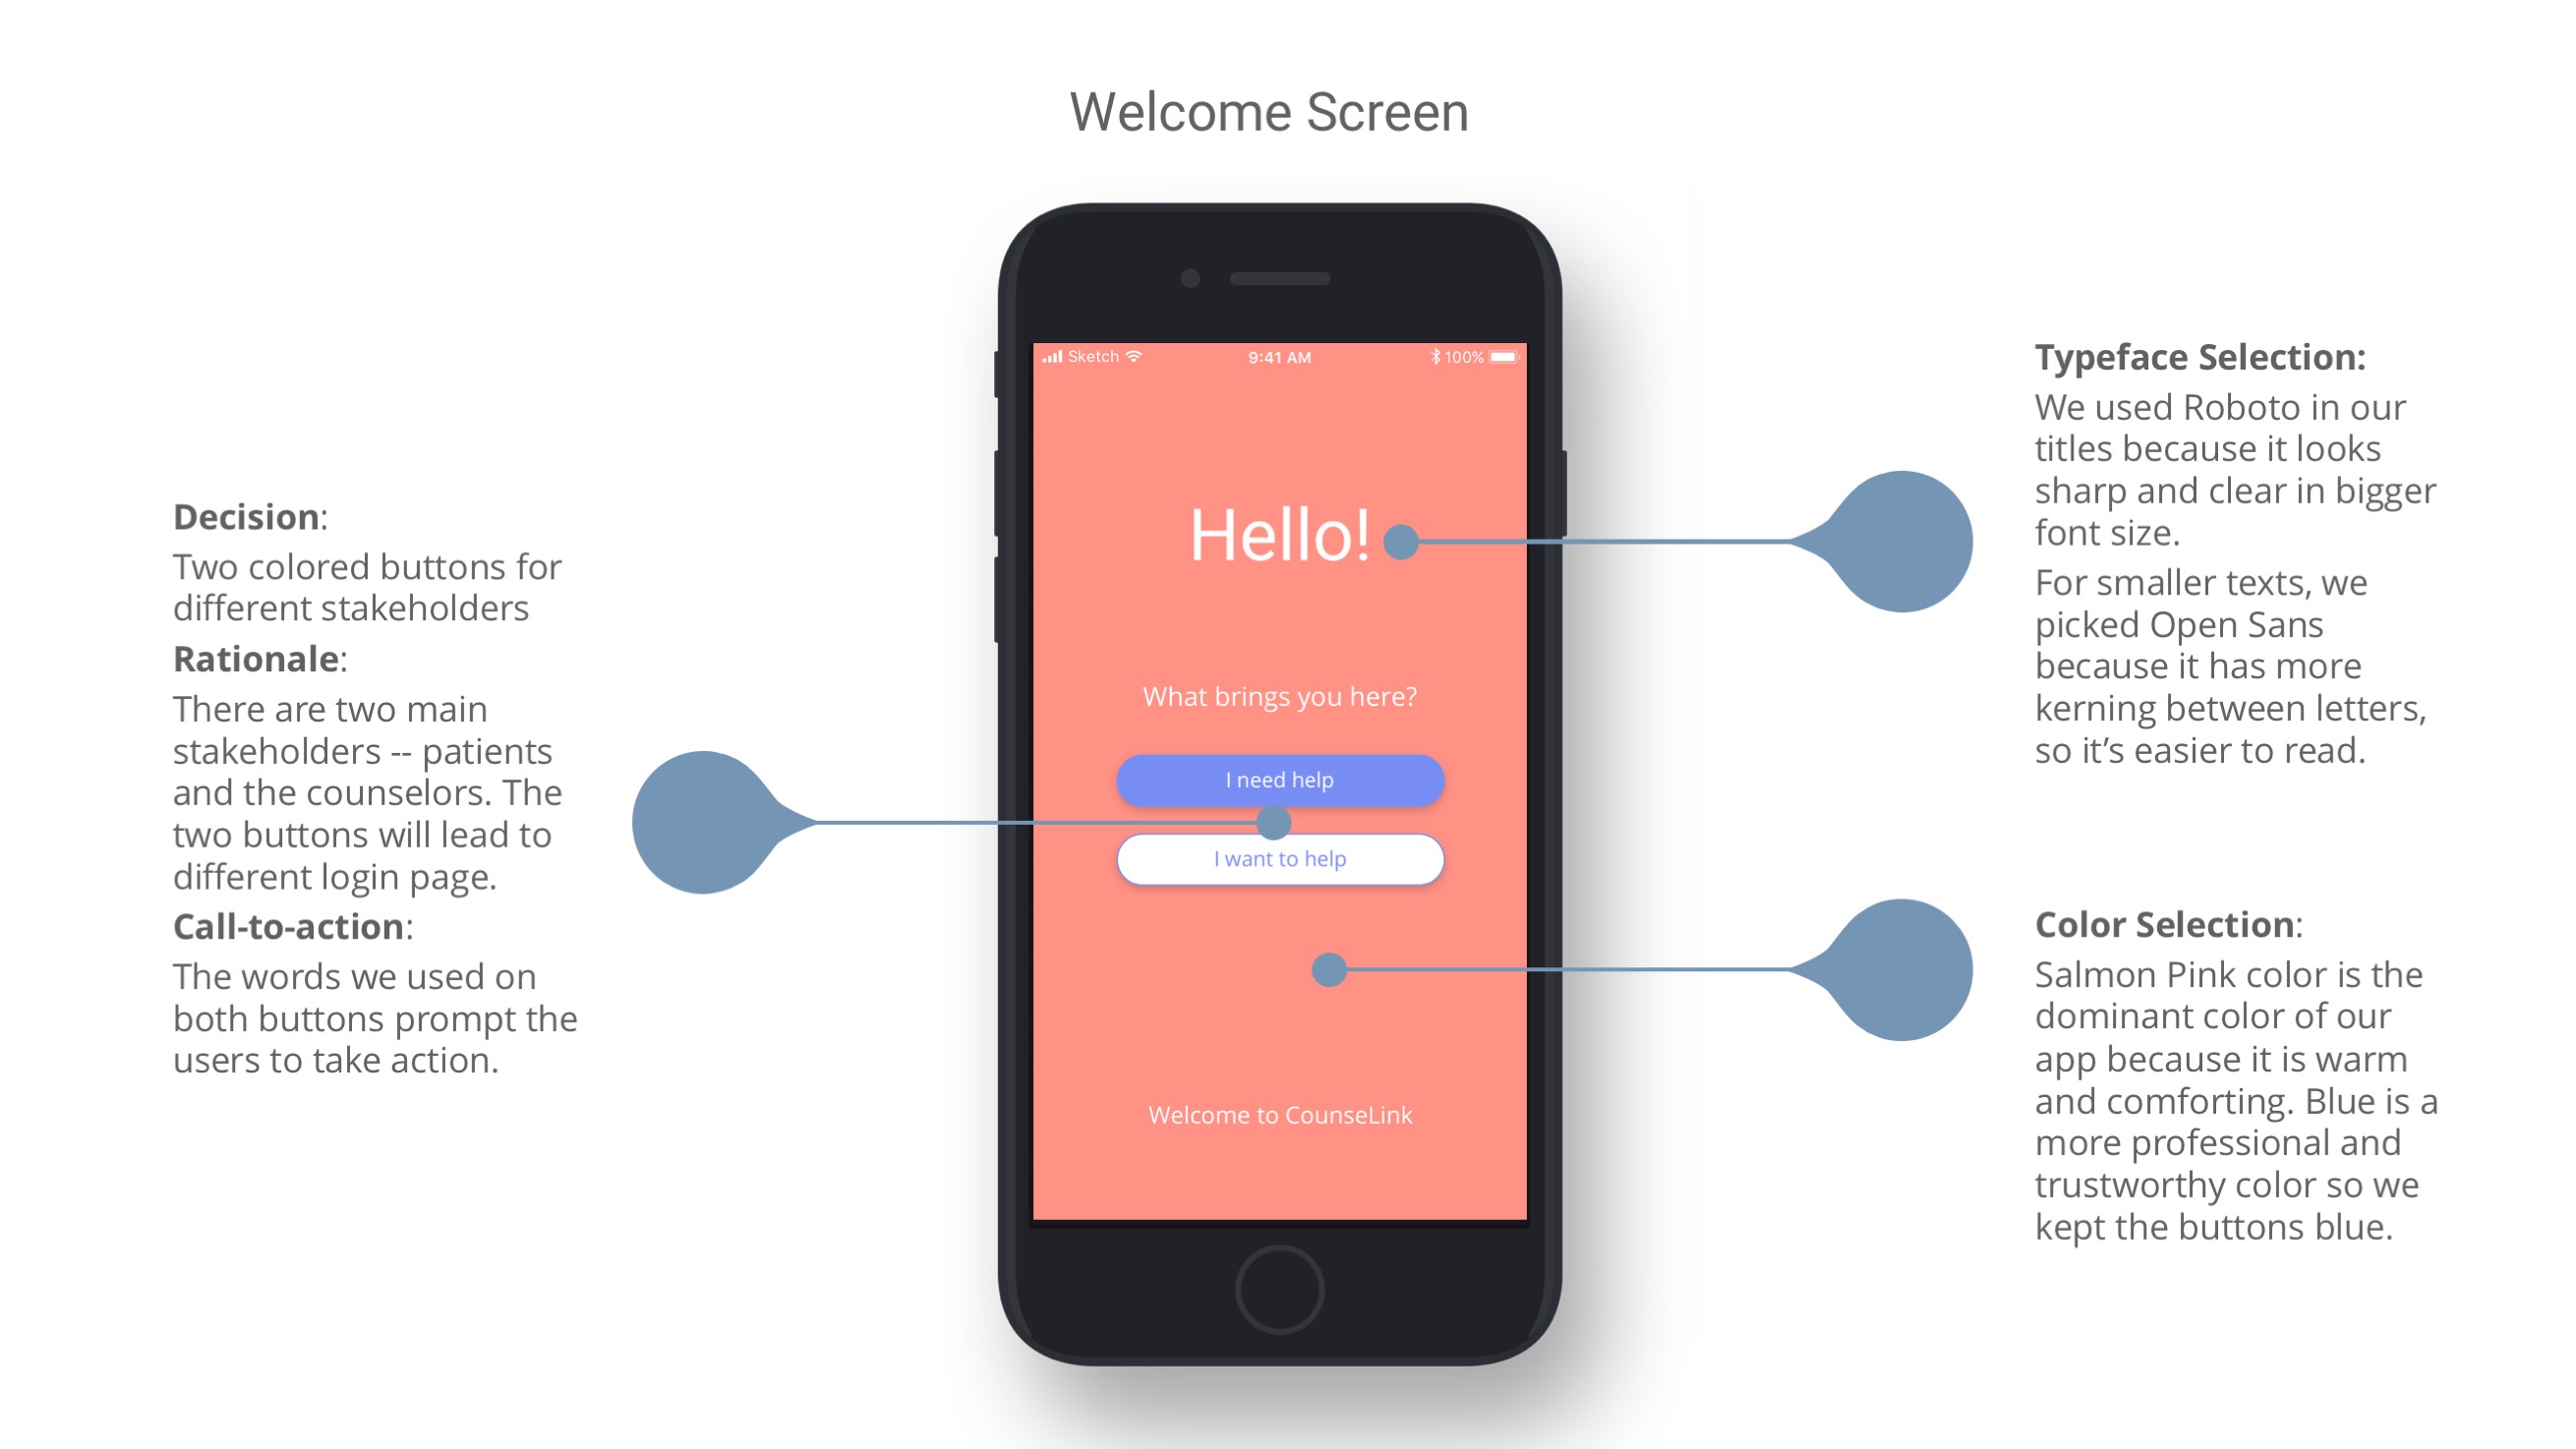 Welcome Screen
Decision:
Two colored buttons for
different stakeholders
Rationale:
There are two main
stakeholders -- patients
and the counselors. The
two buttons will lead to
different login page.
Call-to-action:
The words we used on
both buttons prompt the
users to take action.
Sketch 9:41 AM 100%
Hello!
What brings you here?
I need help
I want to help
Welcome to CounseLink
Typeface Selection:
We used Roboto in our
titles because it looks
sharp and clear in bigger
font size.
For smaller texts, we
picked Open Sans
because it has more
kerning between letters,
so it’s easier to read.
Color Selection:
Salmon Pink color is the
dominant color of our
app because it is warm
and comforting. Blue is a
more professional and
trustworthy color so we
kept the buttons blue.